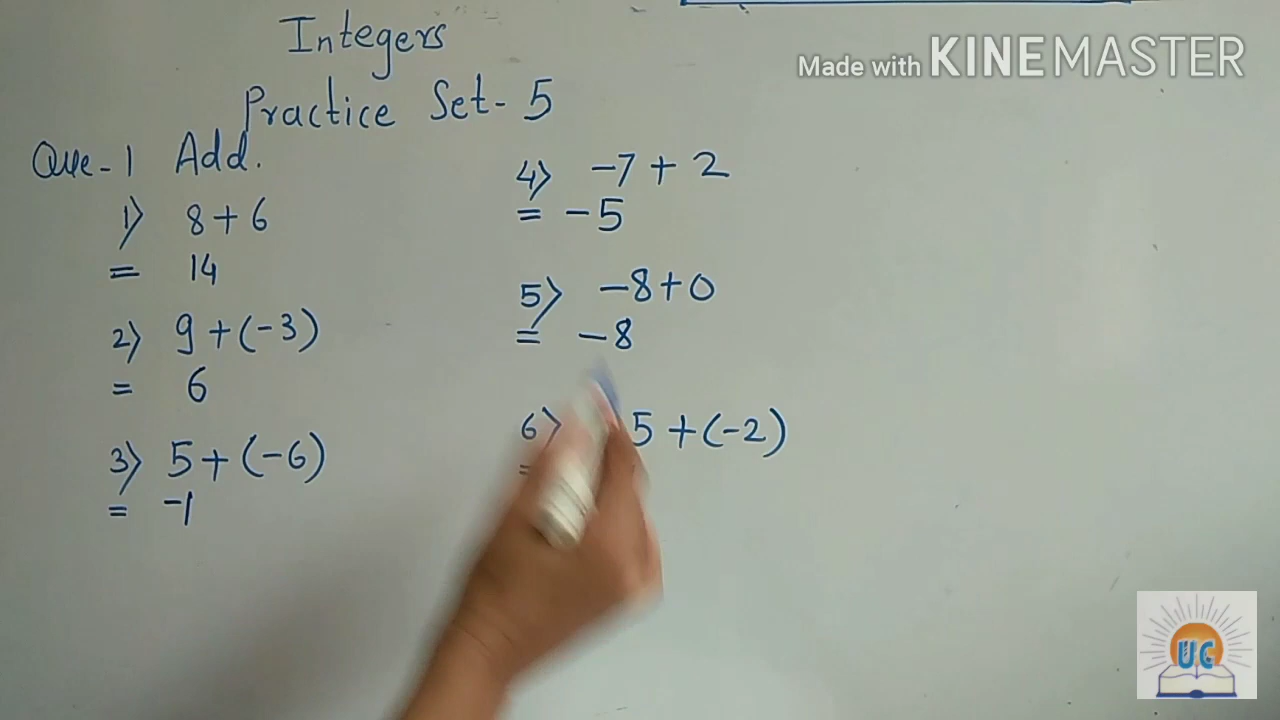 Integers
Made with KINEMASTER
Practice Set- 5
Que-1 Add.
1) 8+6
= 14
2) 9+(-3)
= 6
3) 5+(-6)
= -1
4) -7+2
= -5
5) -8+0
= -8
6) 5+(-2)
=
UC